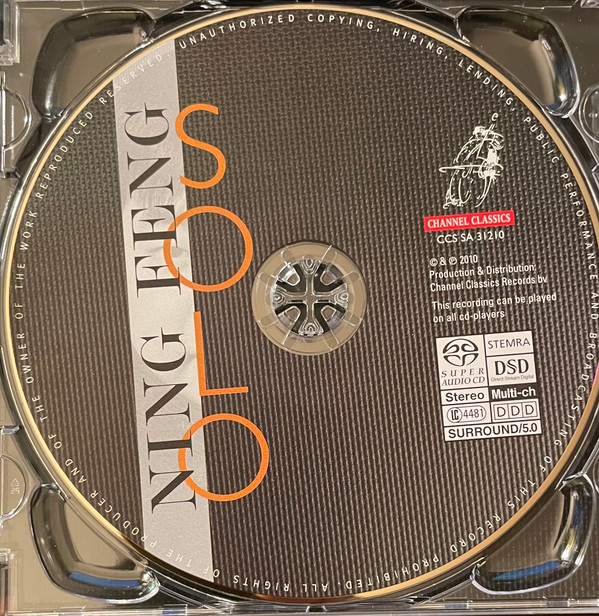 NING FENG
SOLO
CHANNEL CLASSICS
CCS SA 31210
© & ℗ 2010
Production & Distribution:
Channel Classics Records bv
This recording can be played
on all cd-players
SUPER
AUDIO CD
STEMRA
DSD
Direct Stream Digital
Stereo
Multi-ch
LC 4481
DDD
SURROUND/5.0
ALL RIGHTS OF THE PRODUCER AND OF THE OWNER OF THE WORK REPRODUCED RESERVED. UNAUTHORIZED COPYING, HIRING, LENDING, PUBLIC PERFORMANCE AND BROADCASTING OF THIS RECORD PROHIBITED.